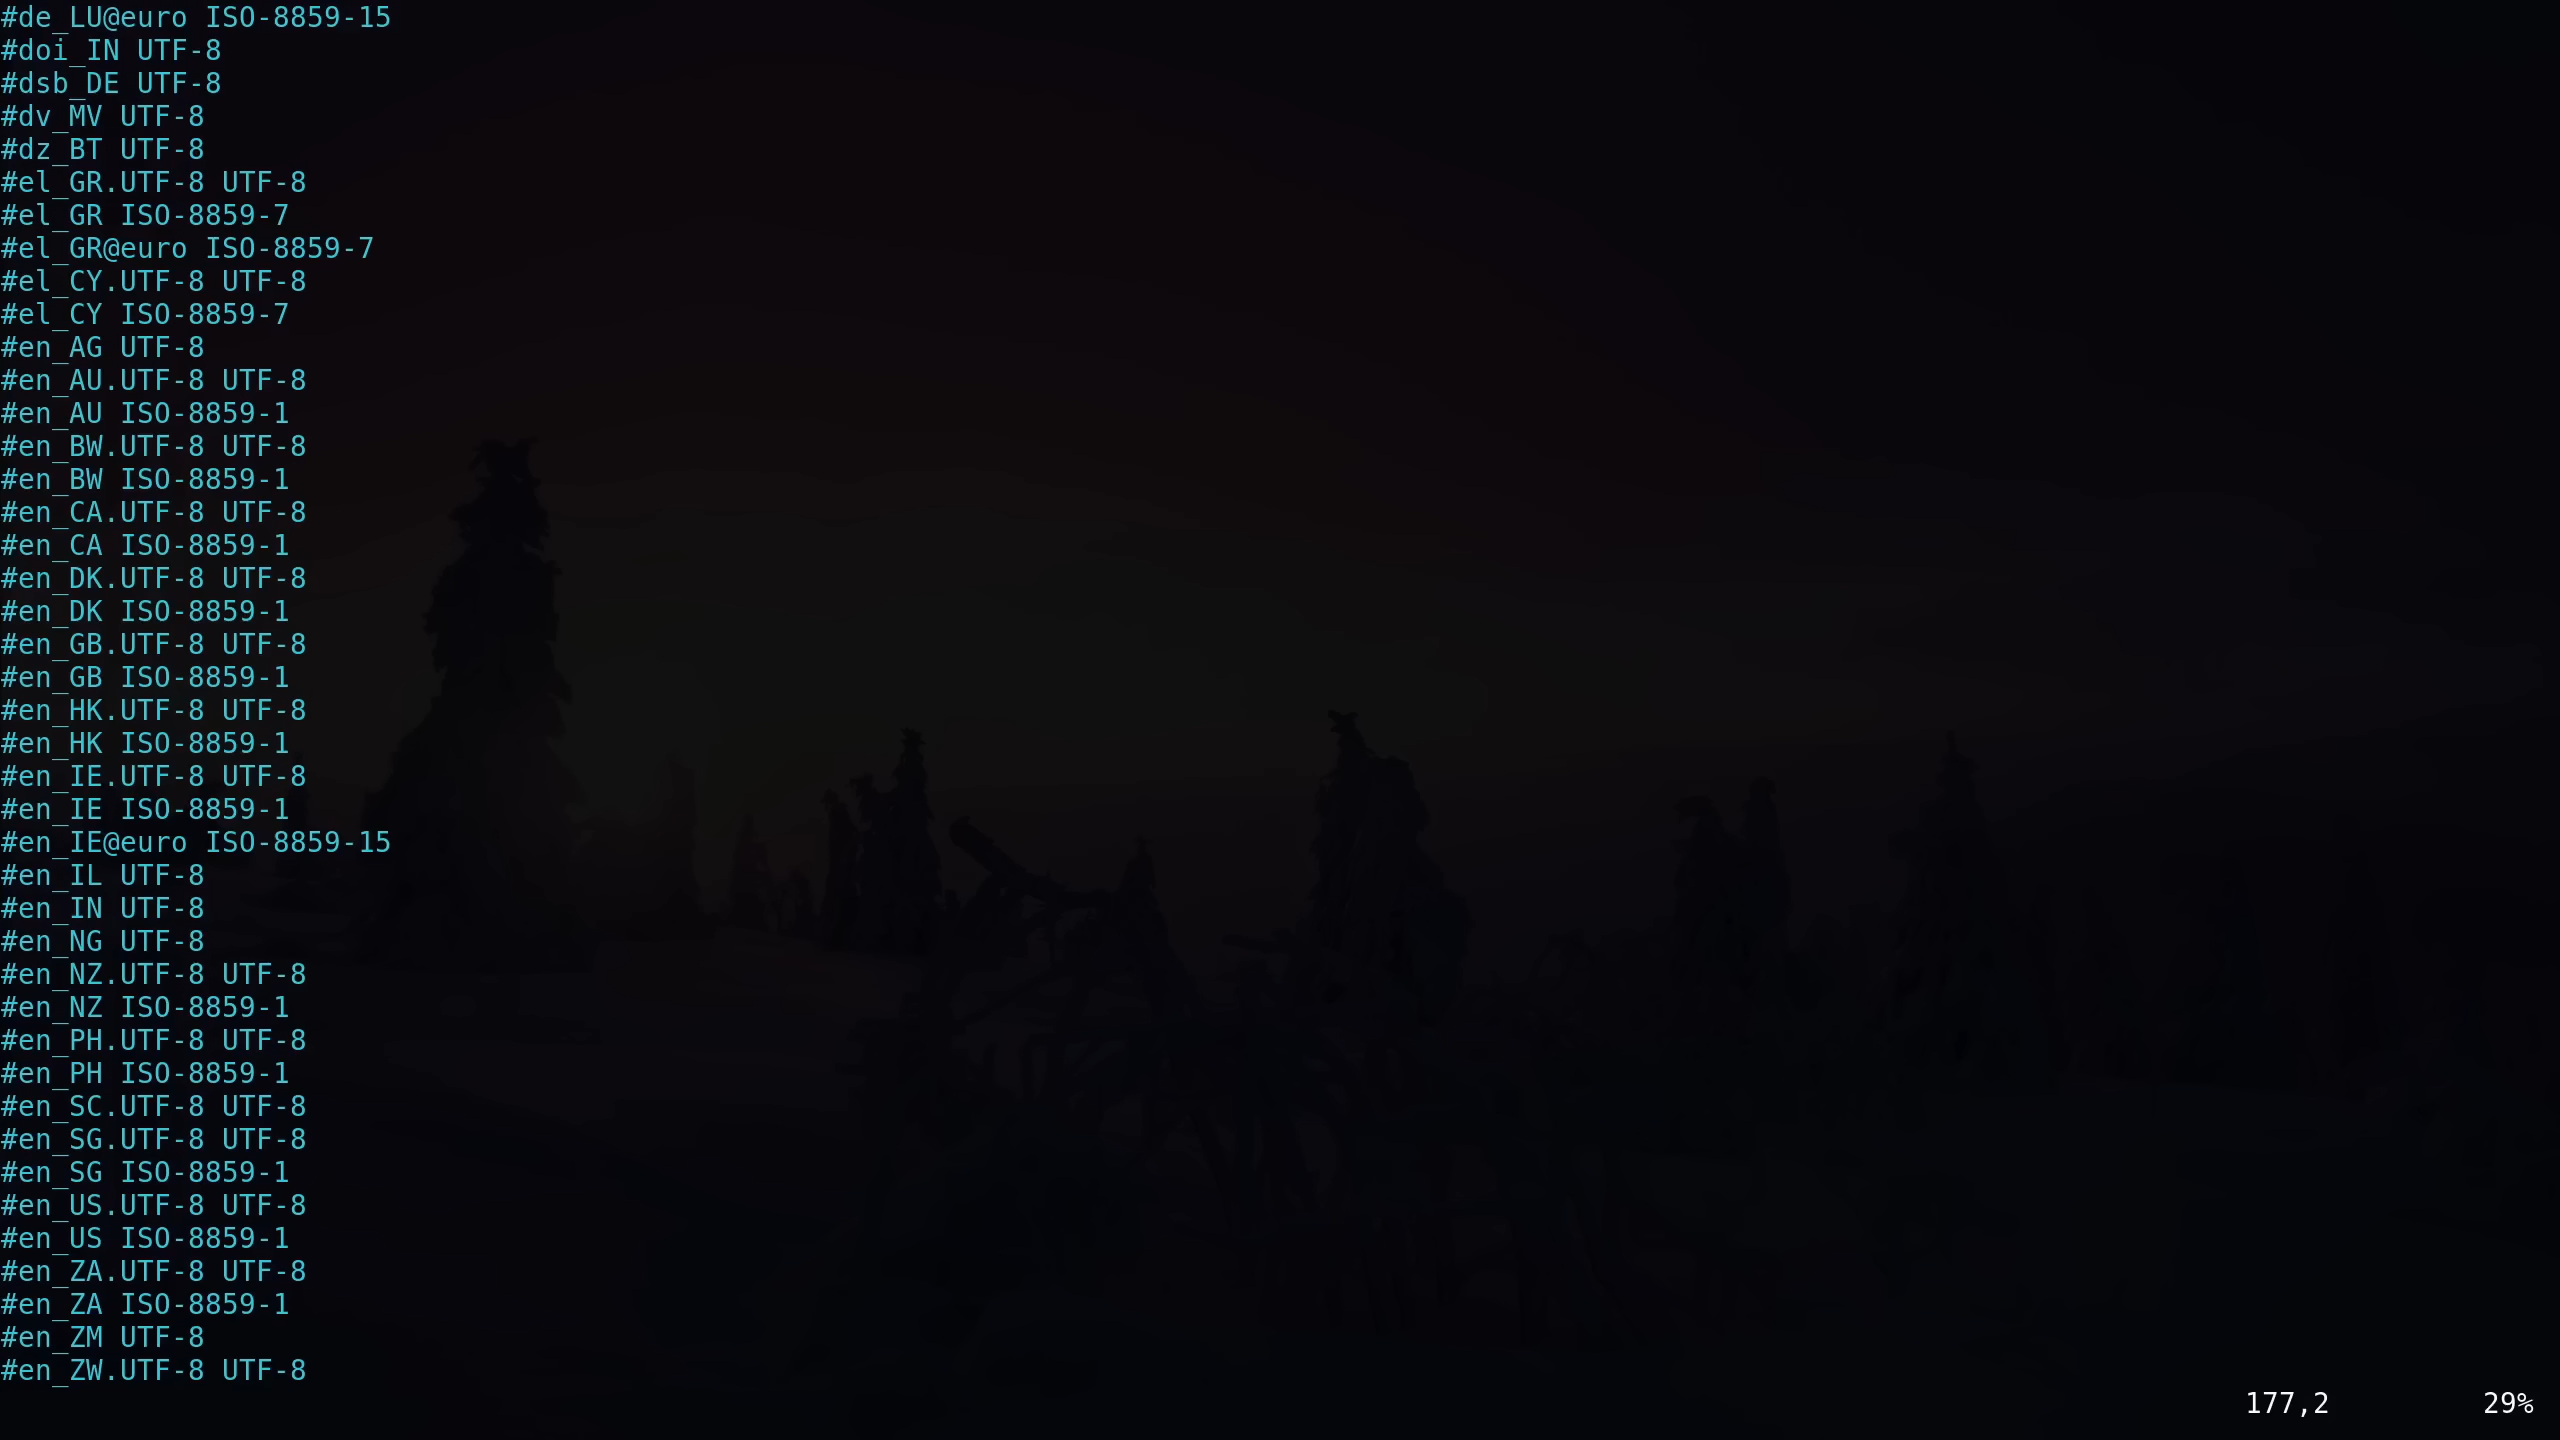 #de_LU@euro ISO-8859-15
#doi_IN UTF-8
#dsb_DE UTF-8
#dv_MV UTF-8
#dz_BT UTF-8
#el_GR.UTF-8 UTF-8
#el_GR ISO-8859-7
#el_GR@euro ISO-8859-7
#el_CY.UTF-8 UTF-8
#el_CY ISO-8859-7
#en_AG UTF-8
#en_AU.UTF-8 UTF-8
#en_AU ISO-8859-1
#en_BW.UTF-8 UTF-8
#en_BW ISO-8859-1
#en_CA.UTF-8 UTF-8
#en_CA ISO-8859-1
#en_DK.UTF-8 UTF-8
#en_DK ISO-8859-1
#en_GB.UTF-8 UTF-8
#en_GB ISO-8859-1
#en_HK.UTF-8 UTF-8
#en_HK ISO-8859-1
#en_IE.UTF-8 UTF-8
#en_IE ISO-8859-1
#en_IE@euro ISO-8859-15
#en_IL UTF-8
#en_IN UTF-8
#en_NG UTF-8
#en_NZ.UTF-8 UTF-8
#en_NZ ISO-8859-1
#en_PH.UTF-8 UTF-8
#en_PH ISO-8859-1
#en_SC.UTF-8 UTF-8
#en_SG.UTF-8 UTF-8
#en_SG ISO-8859-1
#en_US.UTF-8 UTF-8
#en_US ISO-8859-1
#en_ZA.UTF-8 UTF-8
#en_ZA ISO-8859-1
#en_ZM UTF-8
#en_ZW.UTF-8 UTF-8
177,2 29%